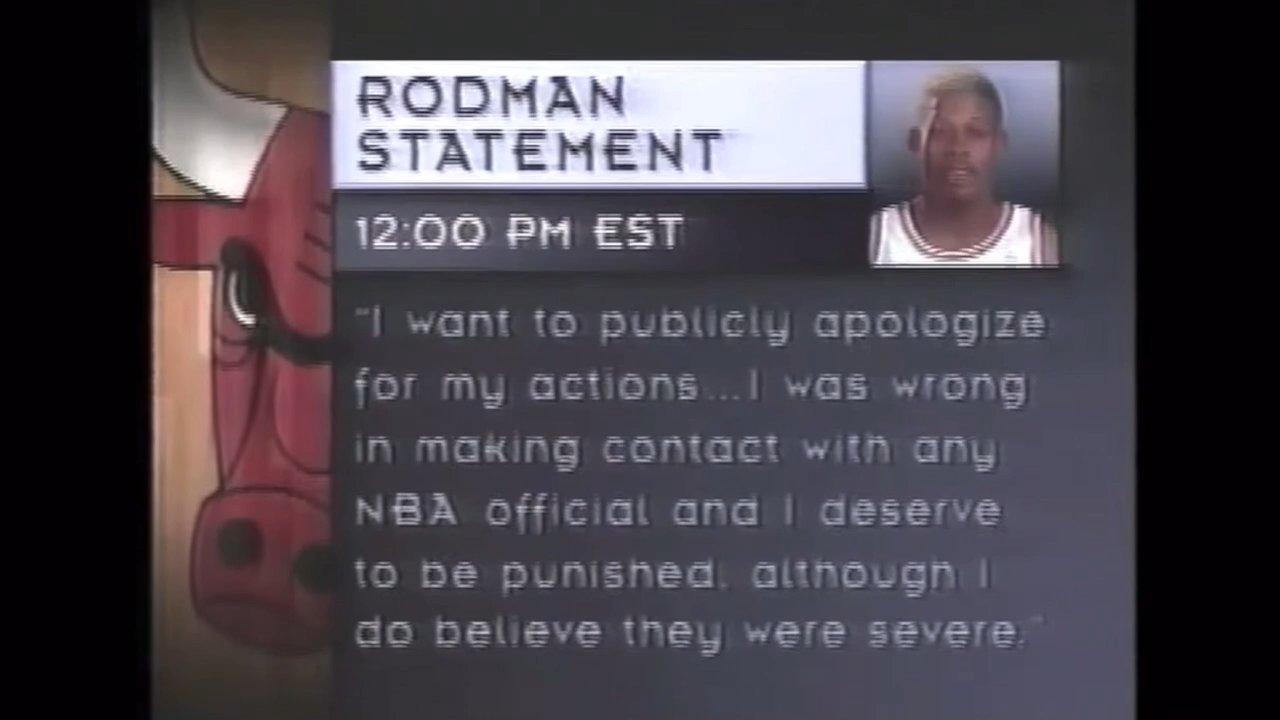 RODMAN
STATEMENT
12:00 PM EST
"I want to publicly apologize
for my actions...I was wrong
in making contact with any
NBA official and I deserve
to be punished, although I
do believe they were severe."